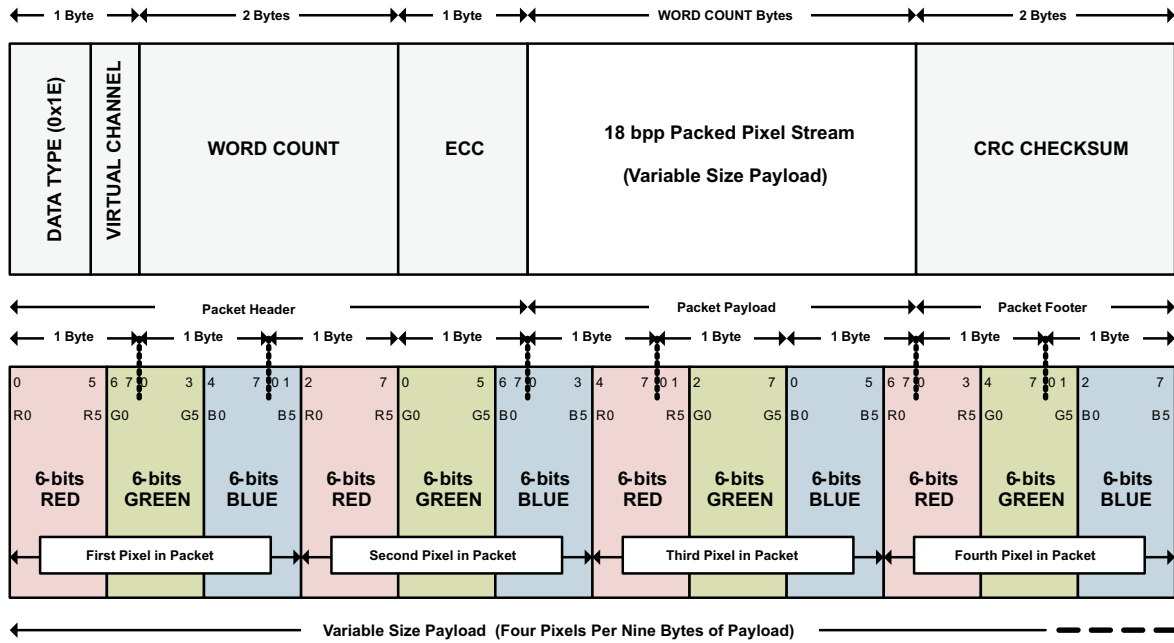 1 Byte 2 Bytes 1 Byte WORD COUNT Bytes 2 Bytes
DATA TYPE (0x1E)
VIRTUAL CHANNEL
WORD COUNT
ECC
18 bpp Packed Pixel Stream
(Variable Size Payload)
CRC CHECKSUM
Packet Header Packet Payload Packet Footer
1 Byte 1 Byte 1 Byte 1 Byte 1 Byte 1 Byte 1 Byte 1 Byte 1 Byte
0 5 6 7 0 3 4 7 0 1 2 7 0 5 6 7 0 3 4 7 0 1 2 7 0 5 6 7 0 3 4 7 0 1 2 7
R0 R5 G0 G5 B0 B5 R0 R5 G0 G5 B0 B5 R0 R5 G0 G5 B0 B5 R0 R5 G0 G5 B0 B5
6-bits 6-bits 6-bits 6-bits 6-bits 6-bits 6-bits 6-bits 6-bits 6-bits 6-bits 6-bits
RED GREEN BLUE RED GREEN BLUE RED GREEN BLUE RED GREEN BLUE
First Pixel in Packet Second Pixel in Packet Third Pixel in Packet Fourth Pixel in Packet
Variable Size Payload (Four Pixels Per Nine Bytes of Payload)